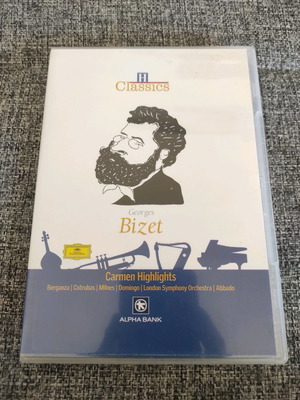 H
Classics
Georges
Bizet
Carmen Highlights
Berganza | Cotrubas | Milnes | Domingo | London Symphony Orchestra | Abbado
ALPHA BANK